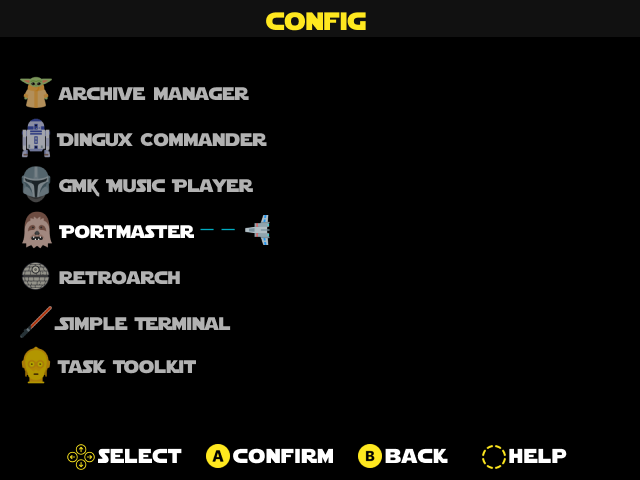 CONFIG
ARCHIVE MANAGER
DINGUX COMMANDER
GMK MUSIC PLAYER
PORTMASTER
RETROARCH
SIMPLE TERMINAL
TASK TOOLKIT
SELECT A CONFIRM B BACK HELP